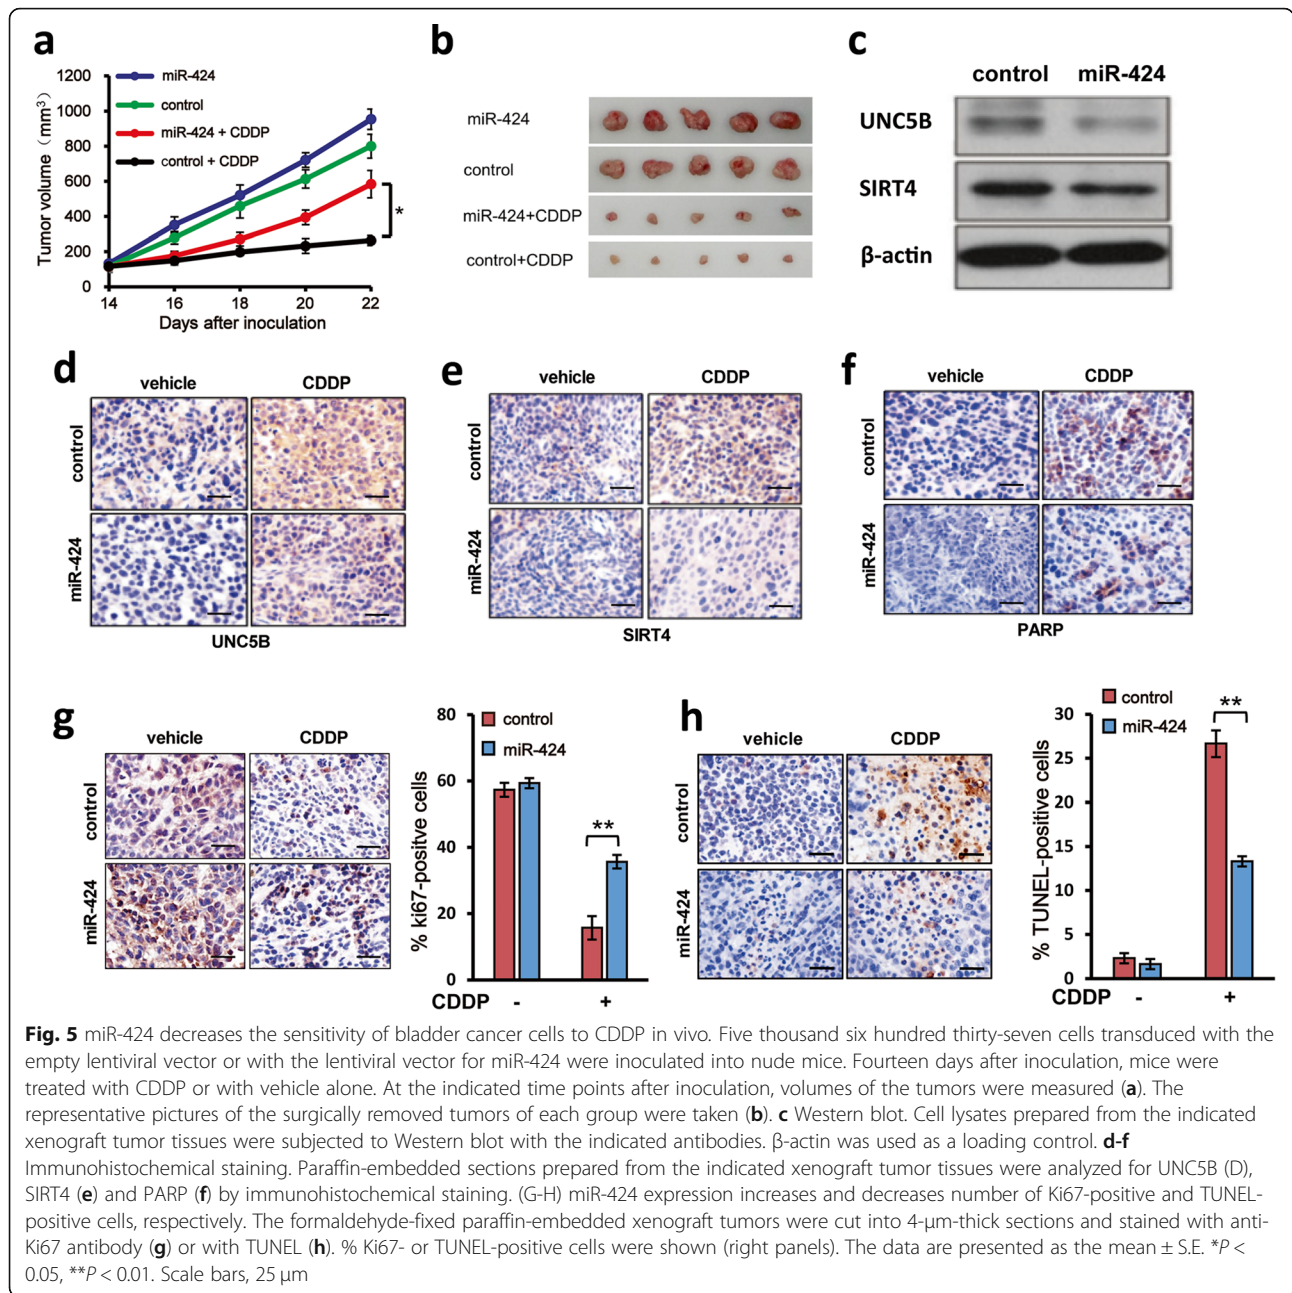 a
1200
1000
800
600
400
200
0
Tumor volume (mm³)
miR-424
control
miR-424 + CDDP
control + CDDP
*
14 16 18 20 22
Days after inoculation
b
miR-424
control
miR-424+CDDP
control+CDDP
c
control miR-424
UNC5B
SIRT4
β-actin
d
vehicle CDDP
control
miR-424
UNC5B
e
vehicle CDDP
control
miR-424
SIRT4
f
vehicle CDDP
control
miR-424
PARP
g
vehicle CDDP
control
miR-424
% ki67-positve cells
80
60
40
20
0
control
miR-424
**
CDDP - +
h
vehicle CDDP
control
miR-424
% TUNEL-positive cells
30
25
20
15
10
5
0
control
miR-424
**
CDDP - +
Fig. 5 miR-424 decreases the sensitivity of bladder cancer cells to CDDP in vivo. Five thousand six hundred thirty-seven cells transduced with the
empty lentiviral vector or with the lentiviral vector for miR-424 were inoculated into nude mice. Fourteen days after inoculation, mice were
treated with CDDP or with vehicle alone. At the indicated time points after inoculation, volumes of the tumors were measured (a). The
representative pictures of the surgically removed tumors of each group were taken (b). c Western blot. Cell lysates prepared from the indicated
xenograft tumor tissues were subjected to Western blot with the indicated antibodies. β-actin was used as a loading control. d-f
Immunohistochemical staining. Paraffin-embedded sections prepared from the indicated xenograft tumor tissues were analyzed for UNC5B (D),
SIRT4 (e) and PARP (f) by immunohistochemical staining. (G-H) miR-424 expression increases and decreases number of Ki67-positive and TUNEL-
positive cells, respectively. The formaldehyde-fixed paraffin-embedded xenograft tumors were cut into 4-μm-thick sections and stained with anti-
Ki67 antibody (g) or with TUNEL (h). % Ki67- or TUNEL-positive cells were shown (right panels). The data are presented as the mean ± S.E. *P <
0.05, **P < 0.01. Scale bars, 25 μm